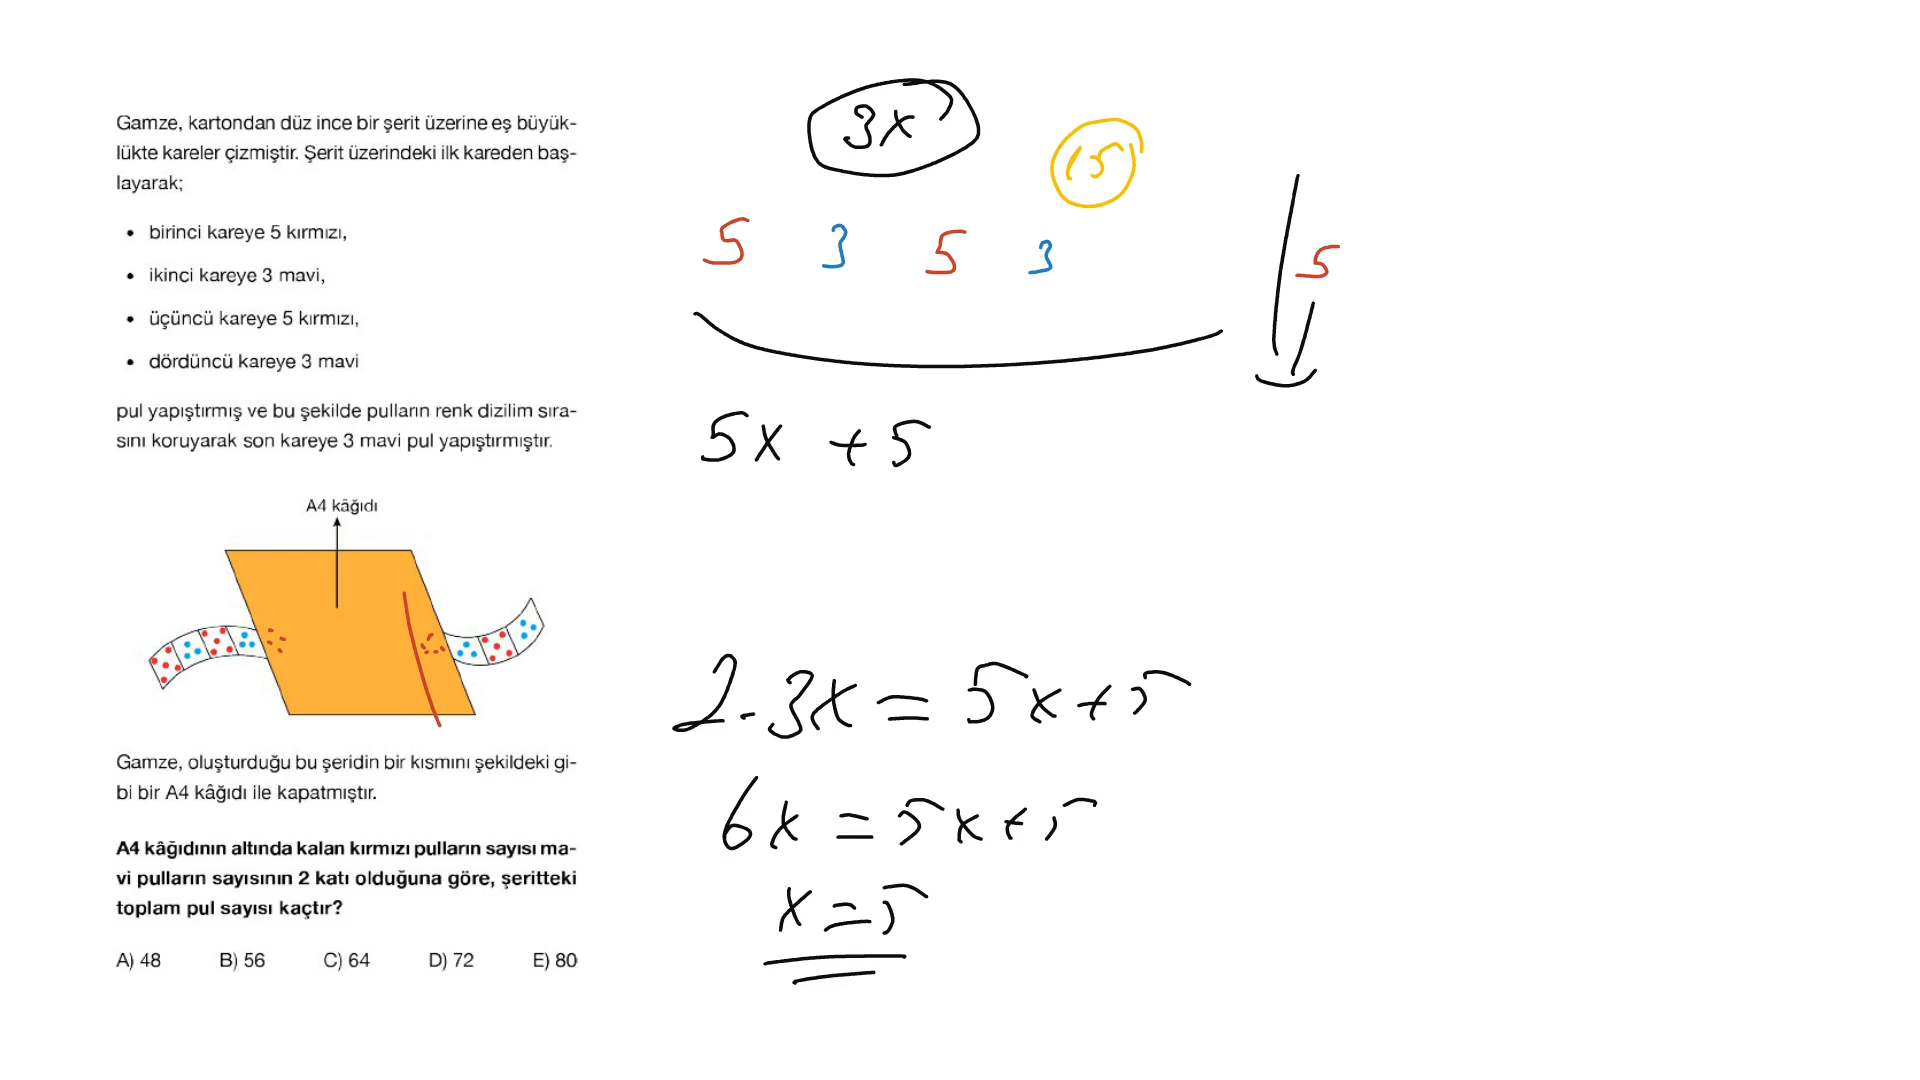 Gamze, kartondan düz ince bir şerit üzerine eş büyük-
lükte kareler çizmiştir. Şerit üzerindeki ilk kareden baş-
layarak;
• birinci kareye 5 kırmızı,
• ikinci kareye 3 mavi,
• üçüncü kareye 5 kırmızı,
• dördüncü kareye 3 mavi
pul yapıştırmış ve bu şekilde pulların renk dizilim sıra-
sını koruyarak son kareye 3 mavi pul yapıştırmıştır.
A4 kâğıdı
Gamze, oluşturduğu bu şeridin bir kısmını şekildeki gi-
bi bir A4 kâğıdı ile kapatmıştır.
A4 kâğıdının altında kalan kırmızı pulların sayısı ma-
vi pulların sayısının 2 katı olduğuna göre, şeritteki
toplam pul sayısı kaçtır?
A) 48 B) 56 C) 64 D) 72 E) 80
3x
15
5 3 5 3 5
5x + 5
2.3x = 5x+5
6x = 5x+5
x=5